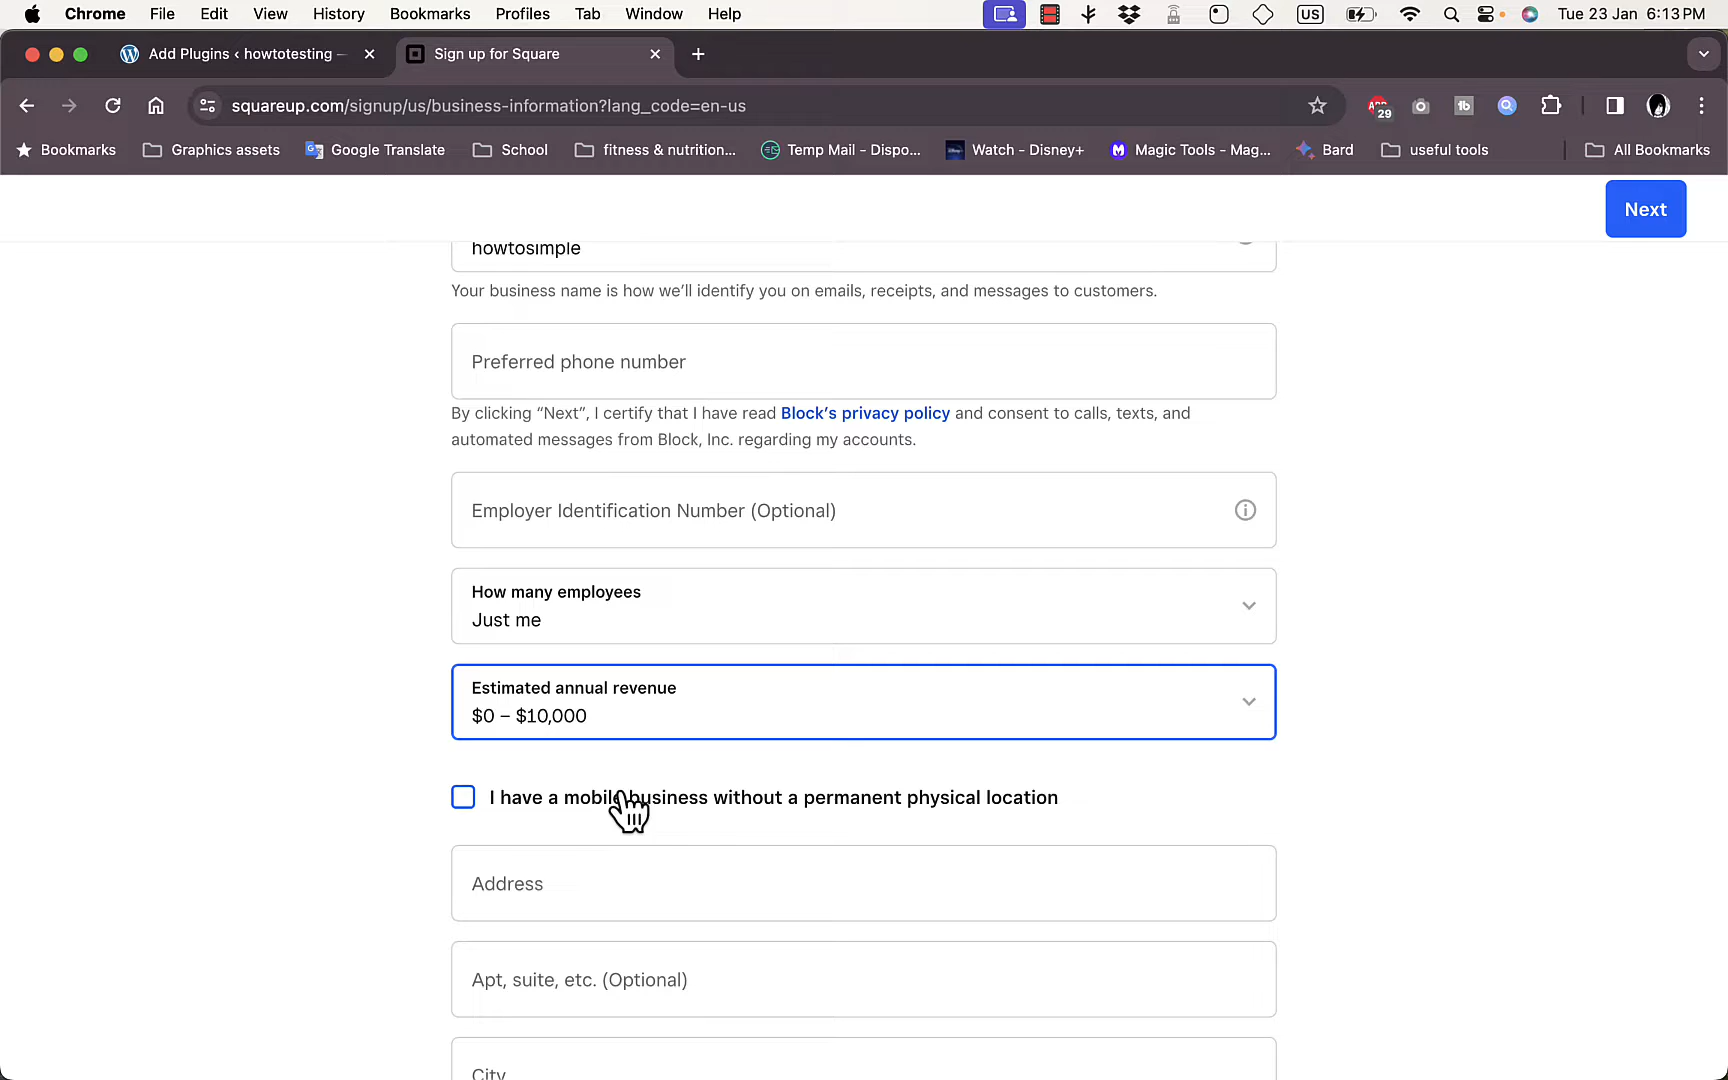 Chrome File Edit View History Bookmarks Profiles Tab Window Help US Tue 23 Jan 6:13 PM
Add Plugins ‹ howtotesting — Sign up for Square
squareup.com/signup/us/business-information?lang_code=en-us 29 tb
Bookmarks Graphics assets Google Translate School fitness & nutrition... Temp Mail - Dispo... Watch - Disney+ Magic Tools - Mag... Bard useful tools All Bookmarks
Next
howtosimple
Your business name is how we’ll identify you on emails, receipts, and messages to customers.
Preferred phone number
By clicking “Next”, I certify that I have read Block’s privacy policy and consent to calls, texts, and
automated messages from Block, Inc. regarding my accounts.
Employer Identification Number (Optional)
How many employees
Just me
Estimated annual revenue
$0 – $10,000
I have a mobile business without a permanent physical location
Address
Apt, suite, etc. (Optional)
City